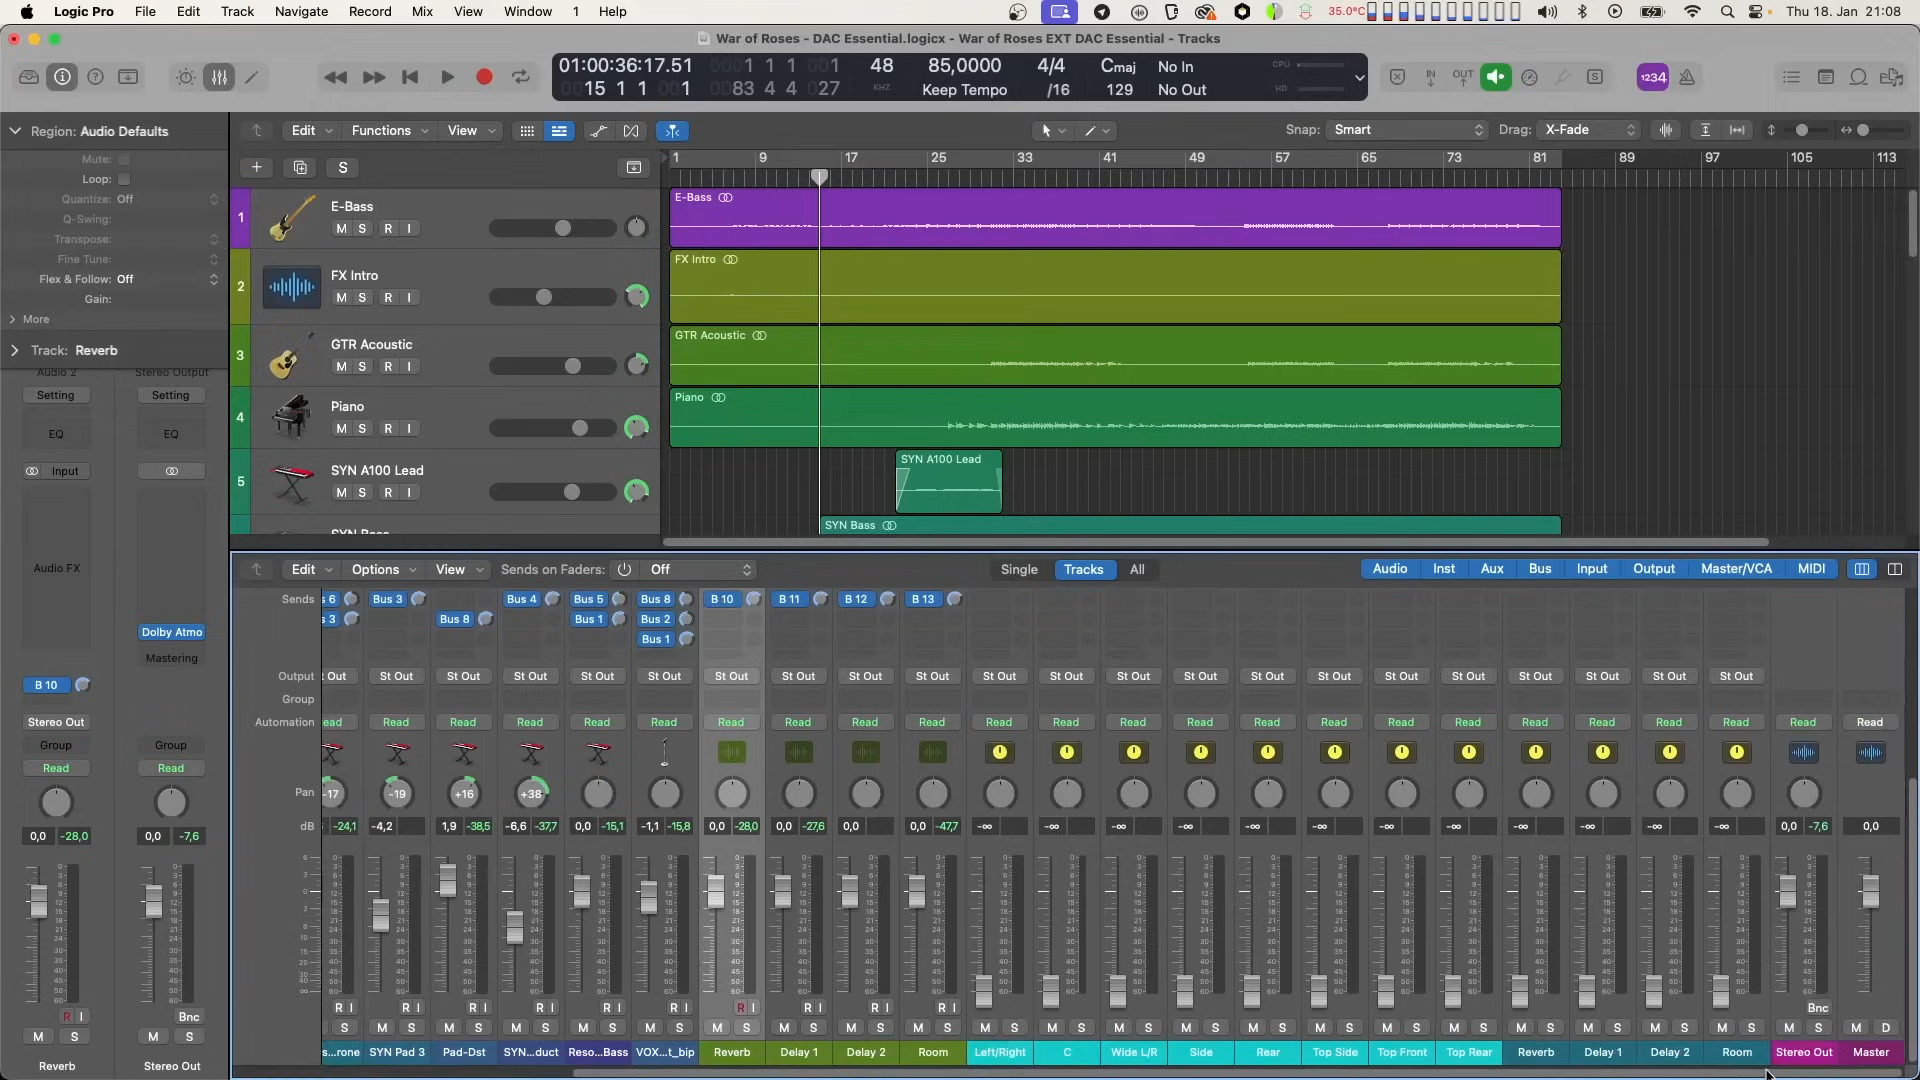 Logic Pro File Edit Track Navigate Record Mix View Window 1 Help 35.0°C Thu 18. Jan 21:08
War of Roses - DAC Essential.logicx - War of Roses EXT DAC Essential - Tracks
01:00:36:17.51 0001 1 1 001 48 85,0000 4/4 Cmaj No In CPU
0015 1 1 001 0083 4 4 027 KHZ Keep Tempo /16 129 No Out HD
IN OUT S 1234
Region: Audio Defaults
Mute:
Loop:
Quantize: Off
Q-Swing:
Transpose:
Fine Tune:
Flex & Follow: Off
Gain:
More
Track: Reverb
Edit Functions View Snap: Smart Drag: X-Fade
S
1 9 17 25 33 41 49 57 65 73 81 89 97 105 113
1 E-Bass
M S R I
E-Bass
2 FX Intro
M S R I
FX Intro
3 GTR Acoustic
M S R I
GTR Acoustic
4 Piano
M S R I
Piano
5 SYN A100 Lead
M S R I
SYN A100 Lead
SYN Bass
SYN Bass
Audio 2 Stereo Output
Setting Setting
EQ EQ
Input
Audio FX
Dolby Atmo
Mastering
B 10
Stereo Out
Group Group
Read Read
0,0 -28,0 0,0 -7,6
R I Bnc
M S M S
Reverb Stereo Out
Edit Options View Sends on Faders: Off Single Tracks All Audio Inst Aux Bus Input Output Master/VCA MIDI
Sends s 6 Bus 3 Bus 4 Bus 5 Bus 8 B 10 B 11 B 12 B 13
s 3 Bus 8 Bus 1 Bus 2
Bus 1
Output t Out St Out St Out St Out St Out St Out St Out St Out St Out St Out St Out St Out St Out St Out St Out St Out St Out St Out St Out St Out St Out St Out
Group
Automation ead Read Read Read Read Read Read Read Read Read Read Read Read Read Read Read Read Read Read Read Read Read Read Read
Pan -17 -19 +16 +38
dB -24,1 -4,2 1,9 -38,5 -6,6 -37,7 0,0 -15,1 -1,1 -15,8 0,0 -28,0 0,0 -27,6 0,0 0,0 -47,7 -∞ -∞ -∞ -∞ -∞ -∞ -∞ -∞ -∞ -∞ -∞ -∞ 0,0 -7,6 0,0
R I R I R I R I R I R I R I R I R I R I Bnc
S M S M S M S M S M S M S M S M S M S M S M S M S M S M S M S M S M S M S M S M S M S M S M D
s...rone SYN Pad 3 Pad-Dst SYN...duct Reso...Bass VOX...t_bip Reverb Delay 1 Delay 2 Room Left/Right C Wide L/R Side Rear Top Side Top Front Top Rear Reverb Delay 1 Delay 2 Room Stereo Out Master